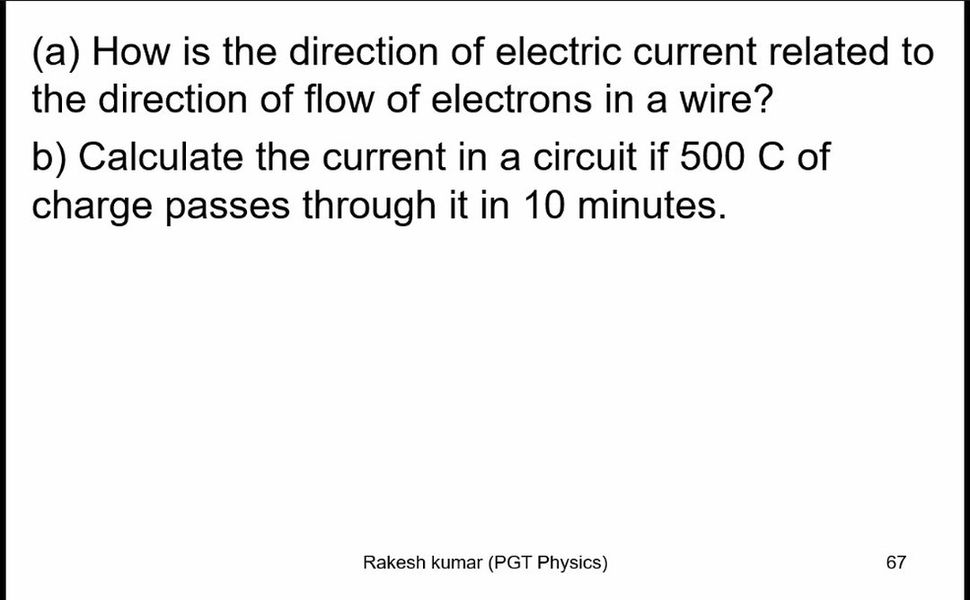 (a) How is the direction of electric current related to
the direction of flow of electrons in a wire?
b) Calculate the current in a circuit if 500 C of
charge passes through it in 10 minutes.
Rakesh kumar (PGT Physics)
67